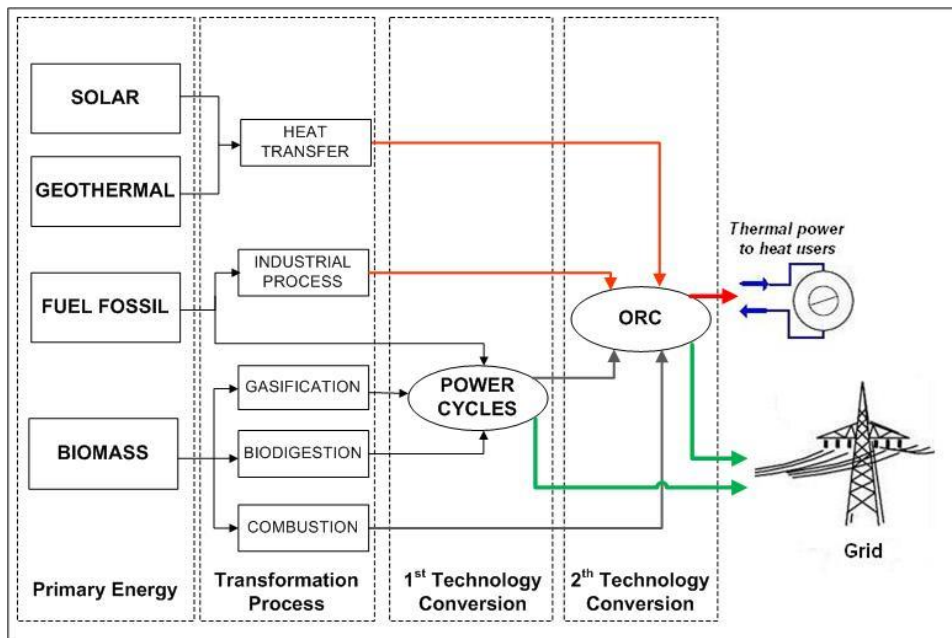 SOLAR
GEOTHERMAL
FUEL FOSSIL
BIOMASS
Primary Energy
HEAT
TRANSFER
INDUSTRIAL
PROCESS
GASIFICATION
BIODIGESTION
COMBUSTION
Transformation
Process
POWER
CYCLES
1st Technology
Conversion
ORC
2th Technology
Conversion
Thermal power
to heat users
Grid